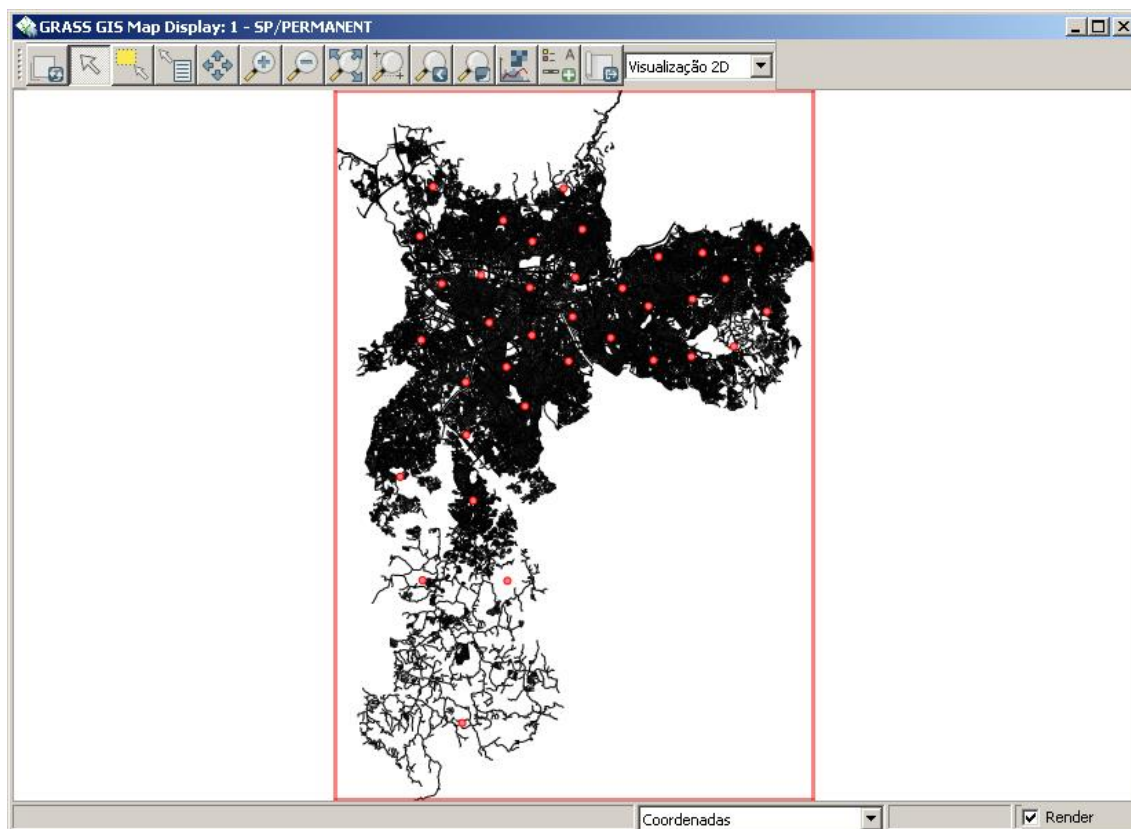 GRASS GIS Map Display: 1 - SP/PERMANENT
A
Visualização 2D
Coordenadas
Render